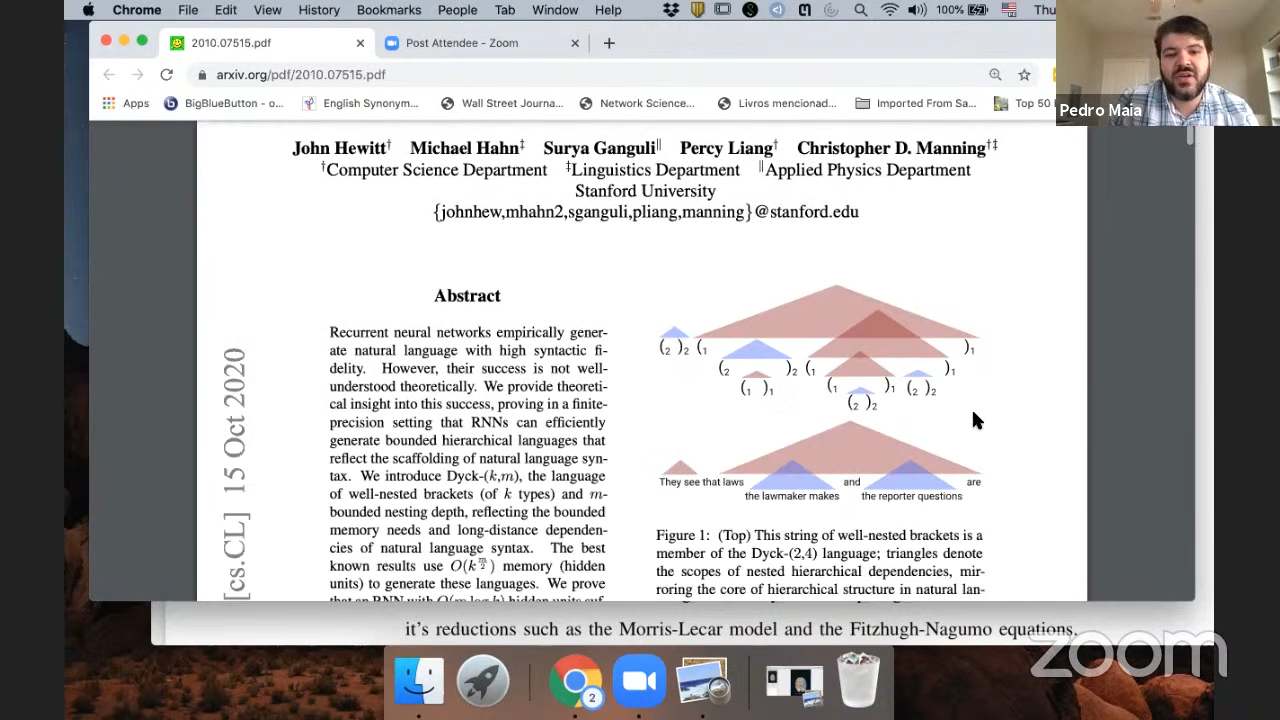 Chrome File Edit View History Bookmarks People Tab Window Help 100% Thu
2010.07515.pdf Post Attendee - Zoom
arxiv.org/pdf/2010.07515.pdf
Apps BigBlueButton - o... English Synonym... Wall Street Journa... Network Science... Livros mencionad... Imported From Sa... Top 50
Pedro Maia
John Hewitt† Michael Hahn‡ Surya Ganguli∥ Percy Liang† Christopher D. Manning†‡
†Computer Science Department ‡Linguistics Department ∥Applied Physics Department
Stanford University
{johnhew,mhahn2,sganguli,pliang,manning}@stanford.edu
[cs.CL] 15 Oct 2020
Abstract
Recurrent neural networks empirically gener-
ate natural language with high syntactic fi-
delity. However, their success is not well-
understood theoretically. We provide theoreti-
cal insight into this success, proving in a finite-
precision setting that RNNs can efficiently
generate bounded hierarchical languages that
reflect the scaffolding of natural language syn-
tax. We introduce Dyck-(k,m), the language
of well-nested brackets (of k types) and m-
bounded nesting depth, reflecting the bounded
memory needs and long-distance dependen-
cies of natural language syntax. The best
known results use O(k^{m/2}) memory (hidden
units) to generate these languages. We prove
that an RNN with O(m log k) hidden units suf-
(₂ )₂ (₁ )₁
(₂ )₂ (₁ )₁
(₁ )₁ (₁ )₁ (₂ )₂
(₂ )₂
They see that laws and are
the lawmaker makes the reporter questions
Figure 1: (Top) This string of well-nested brackets is a
member of the Dyck-(2,4) language; triangles denote
the scopes of nested hierarchical dependencies, mir-
roring the core of hierarchical structure in natural lan-
it's reductions such as the Morris-Lecar model and the Fitzhugh-Nagumo equations.
zoom
2